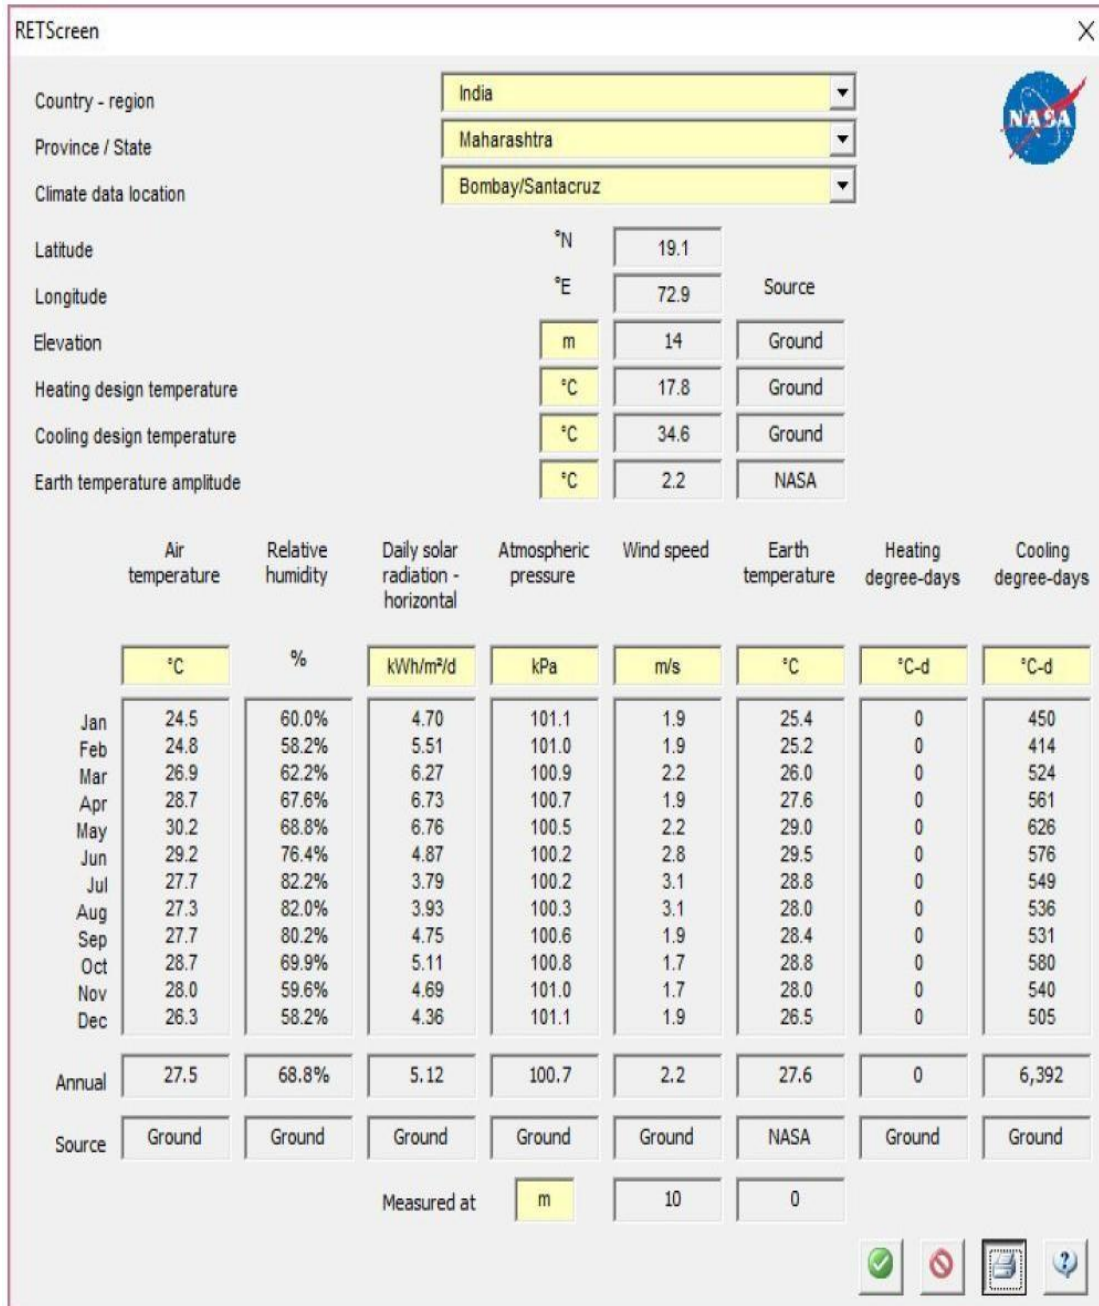 RETScreen
Country - region India
NASA
Province / State Maharashtra
Climate data location Bombay/Santacruz
Latitude °N 19.1
Longitude °E 72.9 Source
Elevation m 14 Ground
Heating design temperature °C 17.8 Ground
Cooling design temperature °C 34.6 Ground
Earth temperature amplitude °C 2.2 NASA
Air Relative Daily solar Atmospheric Wind speed Earth Heating Cooling
temperature humidity radiation - pressure temperature degree-days degree-days
horizontal
°C % kWh/m²/d kPa m/s °C °C-d °C-d
Jan 24.5 60.0% 4.70 101.1 1.9 25.4 0 450
Feb 24.8 58.2% 5.51 101.0 1.9 25.2 0 414
Mar 26.9 62.2% 6.27 100.9 2.2 26.0 0 524
Apr 28.7 67.6% 6.73 100.7 1.9 27.6 0 561
May 30.2 68.8% 6.76 100.5 2.2 29.0 0 626
Jun 29.2 76.4% 4.87 100.2 2.8 29.5 0 576
Jul 27.7 82.2% 3.79 100.2 3.1 28.8 0 549
Aug 27.3 82.0% 3.93 100.3 3.1 28.0 0 536
Sep 27.7 80.2% 4.75 100.6 1.9 28.4 0 531
Oct 28.7 69.9% 5.11 100.8 1.7 28.8 0 580
Nov 28.0 59.6% 4.69 101.0 1.7 28.0 0 540
Dec 26.3 58.2% 4.36 101.1 1.9 26.5 0 505
Annual 27.5 68.8% 5.12 100.7 2.2 27.6 0 6,392
Source Ground Ground Ground Ground Ground NASA Ground Ground
Measured at m 10 0